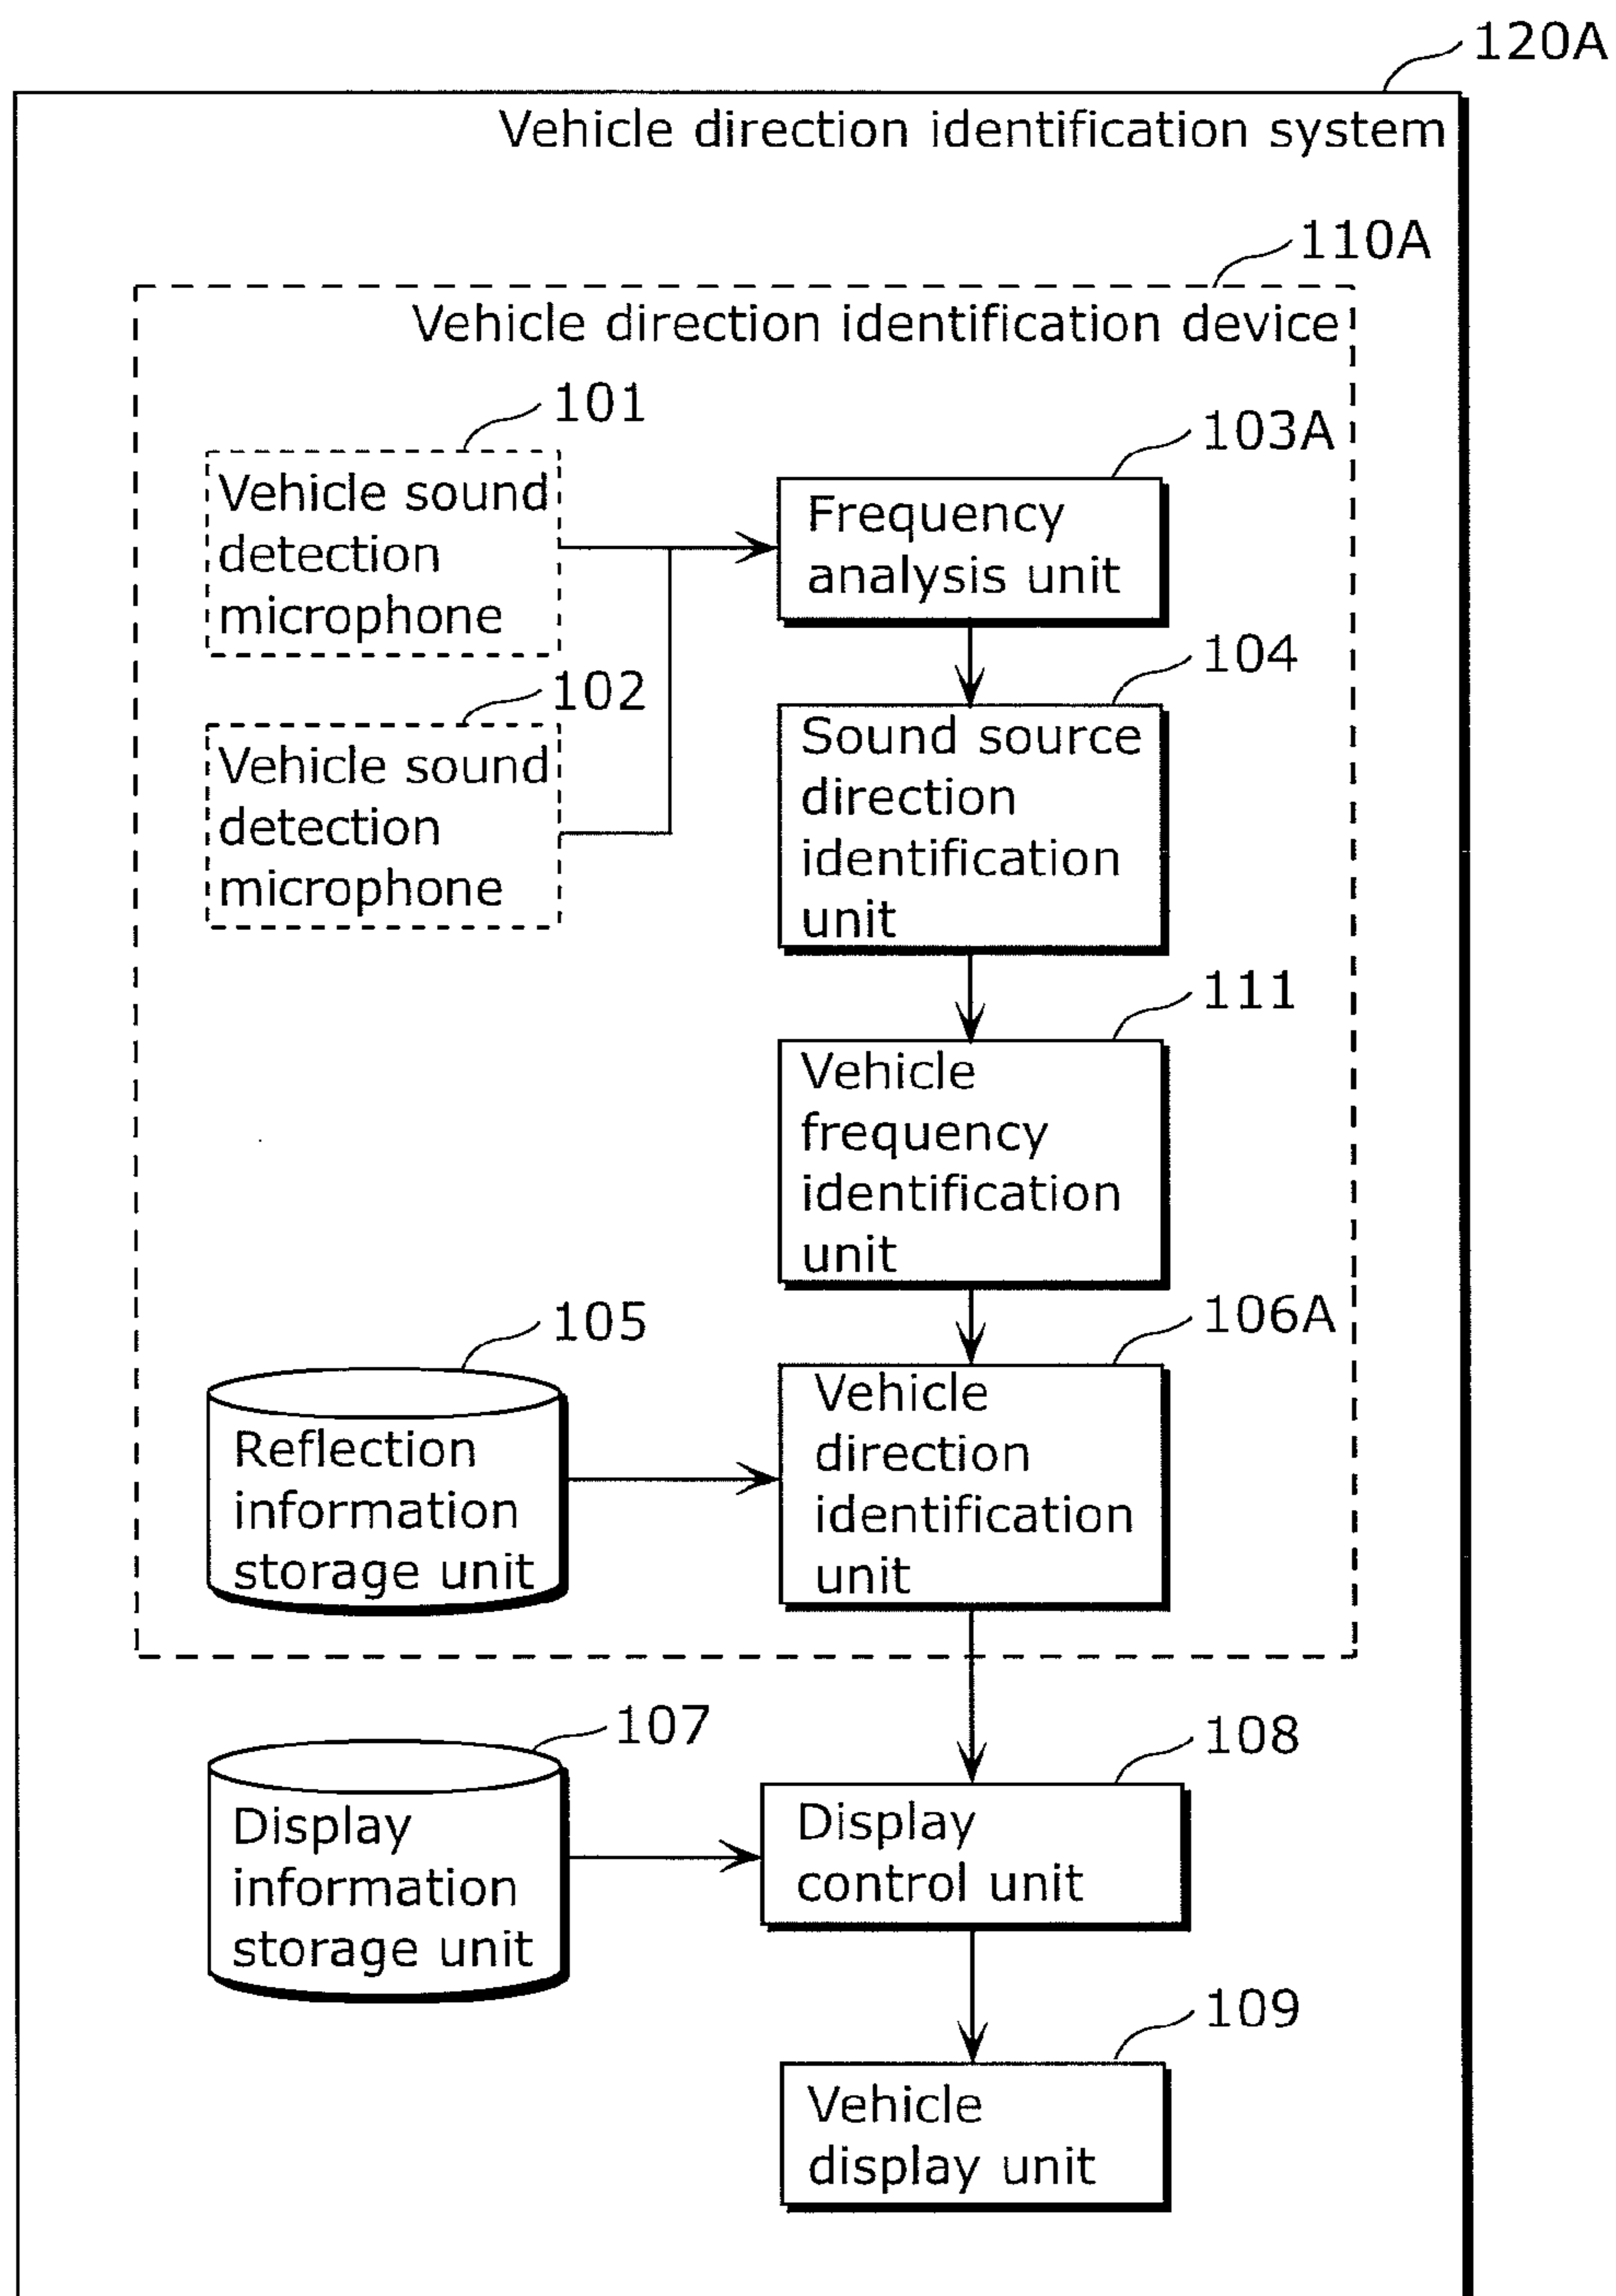 120A
Vehicle direction identification system
110A
Vehicle direction identification device
101
Vehicle sound
detection
microphone
103A
Frequency
analysis unit
102
Vehicle sound
detection
microphone
104
Sound source
direction
identification
unit
111
Vehicle
frequency
identification
unit
105
Reflection
information
storage unit
106A
Vehicle
direction
identification
unit
107
Display
information
storage unit
108
Display
control unit
109
Vehicle
display unit